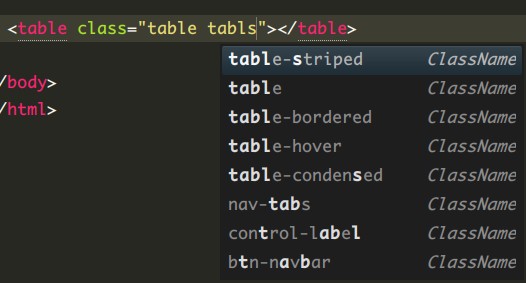 <table class="table tabls"></table>
table-striped ClassName
table ClassName
/body> table-bordered ClassName
/html> table-hover ClassName
table-condensed ClassName
nav-tabs ClassName
control-label ClassName
btn-navbar ClassName